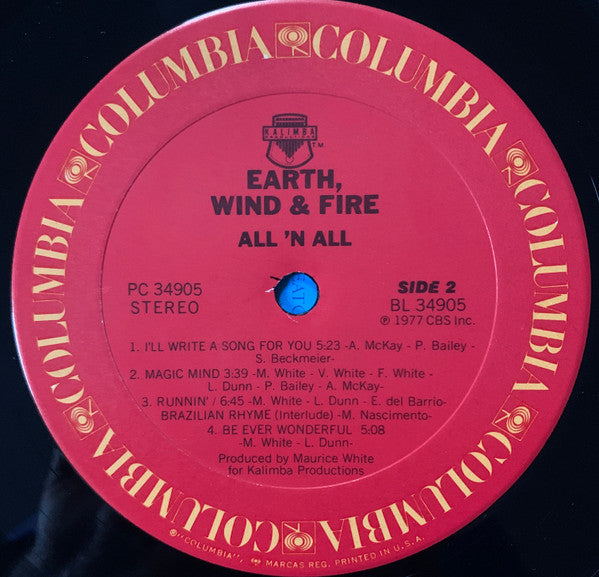 COLUMBIA COLUMBIA COLUMBIA COLUMBIA COLUMBIA COLUMBIA
KALIMBA
PRODUCTIONS
TM
EARTH,
WIND & FIRE
ALL 'N ALL
PC 34905
STEREO
SIDE 2
BL 34905
℗ 1977 CBS Inc.
1. I'LL WRITE A SONG FOR YOU 5:23 -A. McKay - P. Bailey -
S. Beckmeier-
2. MAGIC MIND 3:39 -M. White - V. White - F. White -
L. Dunn - P. Bailey - A. McKay-
3. RUNNIN' / 6:45 -M. White - L. Dunn - E. del Barrio-
BRAZILIAN RHYME (Interlude) -M. Nascimento-
4. BE EVER WONDERFUL 5:08
-M. White - L. Dunn-
Produced by Maurice White
for Kalimba Productions
®"COLUMBIA", MARCAS REG. PRINTED IN U.S.A.